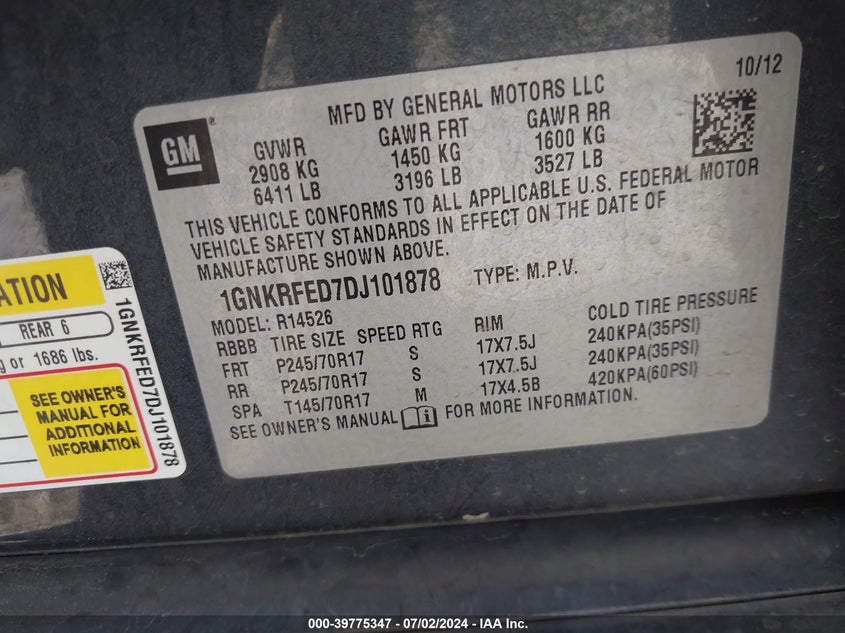 10/12
MFD BY GENERAL MOTORS LLC
GM®
GVWR GAWR FRT GAWR RR
2908 KG 1450 KG 1600 KG
6411 LB 3196 LB 3527 LB
THIS VEHICLE CONFORMS TO ALL APPLICABLE U.S. FEDERAL MOTOR
VEHICLE SAFETY STANDARDS IN EFFECT ON THE DATE OF
MANUFACTURE SHOWN ABOVE.
1GNKRFED7DJ101878 TYPE: M.P.V.
MODEL: R14526
RBBB TIRE SIZE SPEED RTG RIM COLD TIRE PRESSURE
FRT P245/70R17 S 17X7.5J 240KPA(35PSI)
RR P245/70R17 S 17X7.5J 240KPA(35PSI)
SPA T145/70R17 M 17X4.5B 420KPA(60PSI)
SEE OWNER'S MANUAL i FOR MORE INFORMATION.
ATION
REAR 6
g or 1686 lbs.
SEE OWNER'S
MANUAL FOR
ADDITIONAL
INFORMATION
1GNKRFED7DJ101878
000-39775347 - 07/02/2024 - IAA Inc.